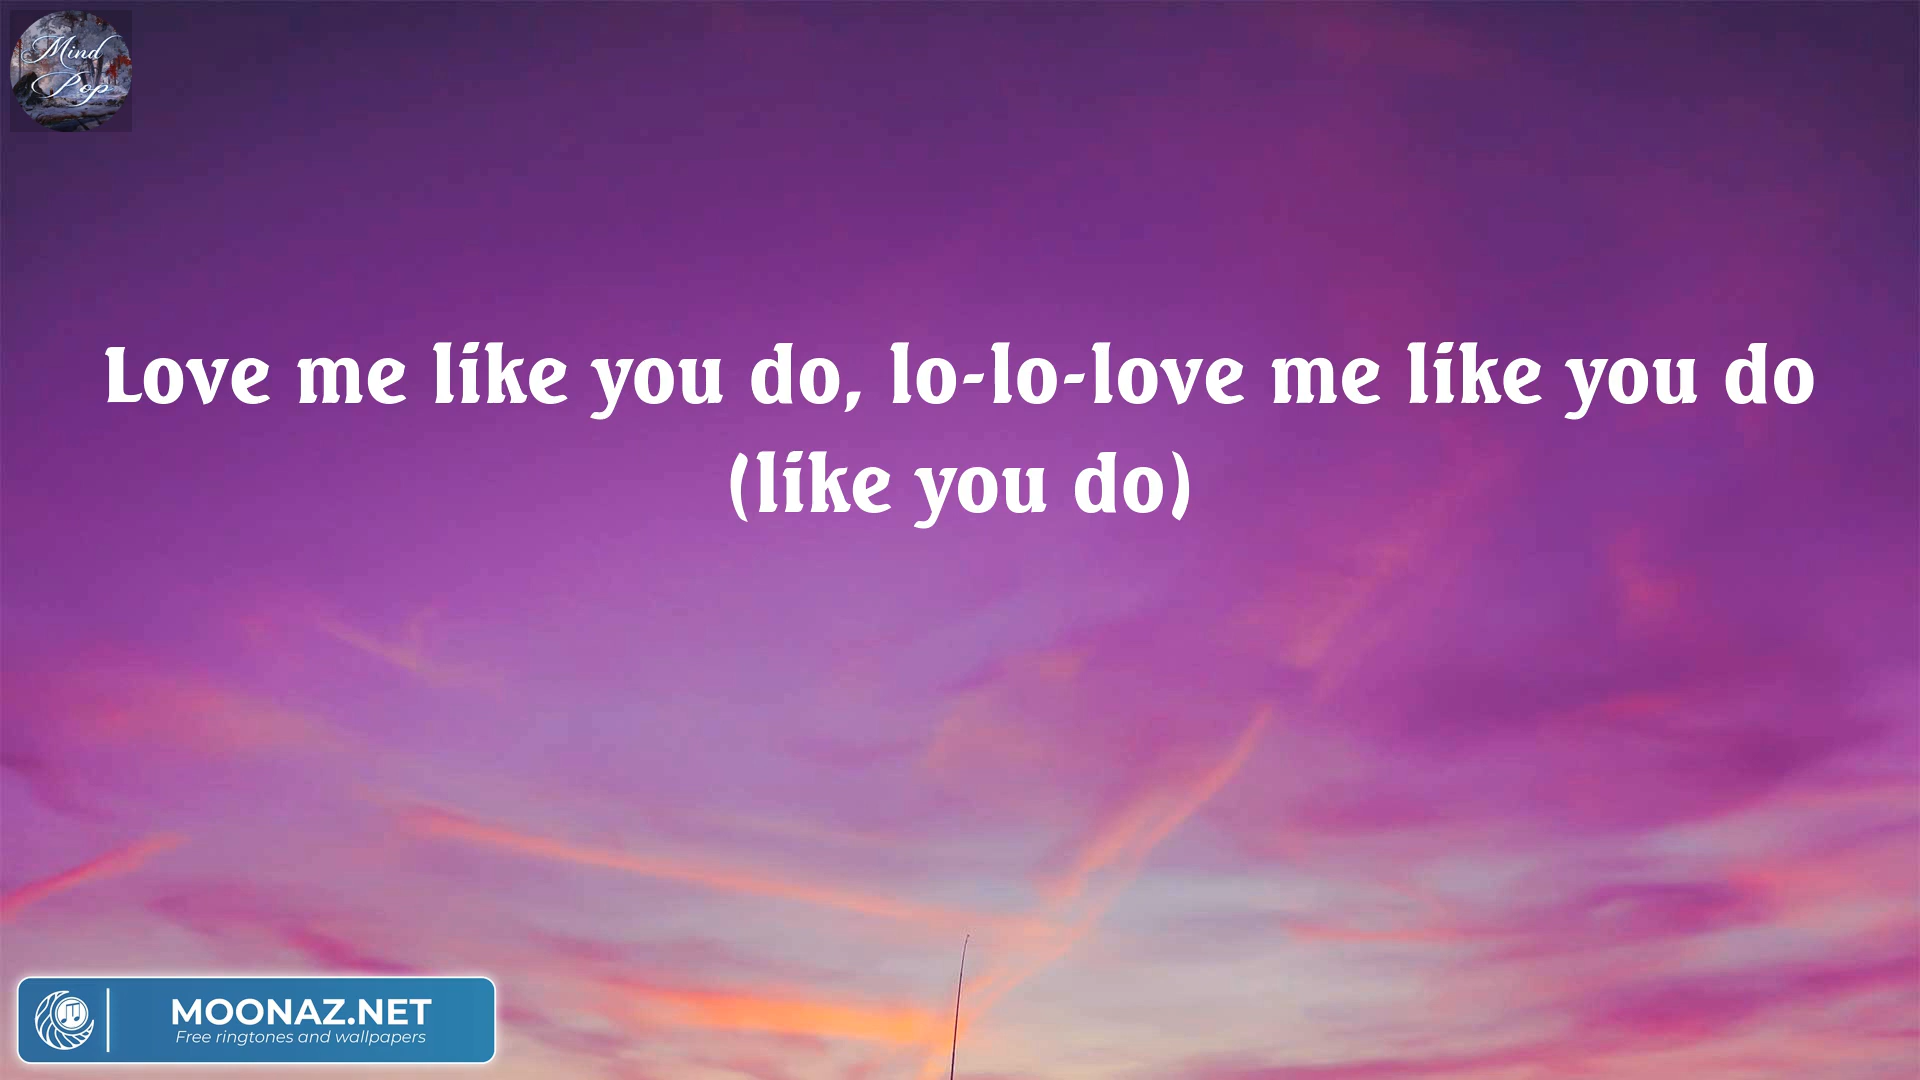 Mind
Pop
Love me like you do, lo-lo-love me like you do
(like you do)
MOONAZ.NET
Free ringtones and wallpapers